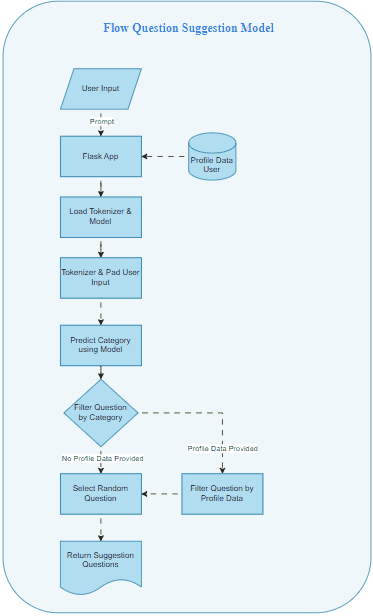 Flow Question Suggestion Model
User Input
Prompt
Flask App
Profile Data
User
Load Tokenizer &
Model
Tokenizer & Pad User
Input
Predict Category
using Model
Filter Question
by Category
Profile Data Provided
No Profile Data Provided
Select Random
Question
Filter Question by
Profile Data
Return Suggestion
Questions